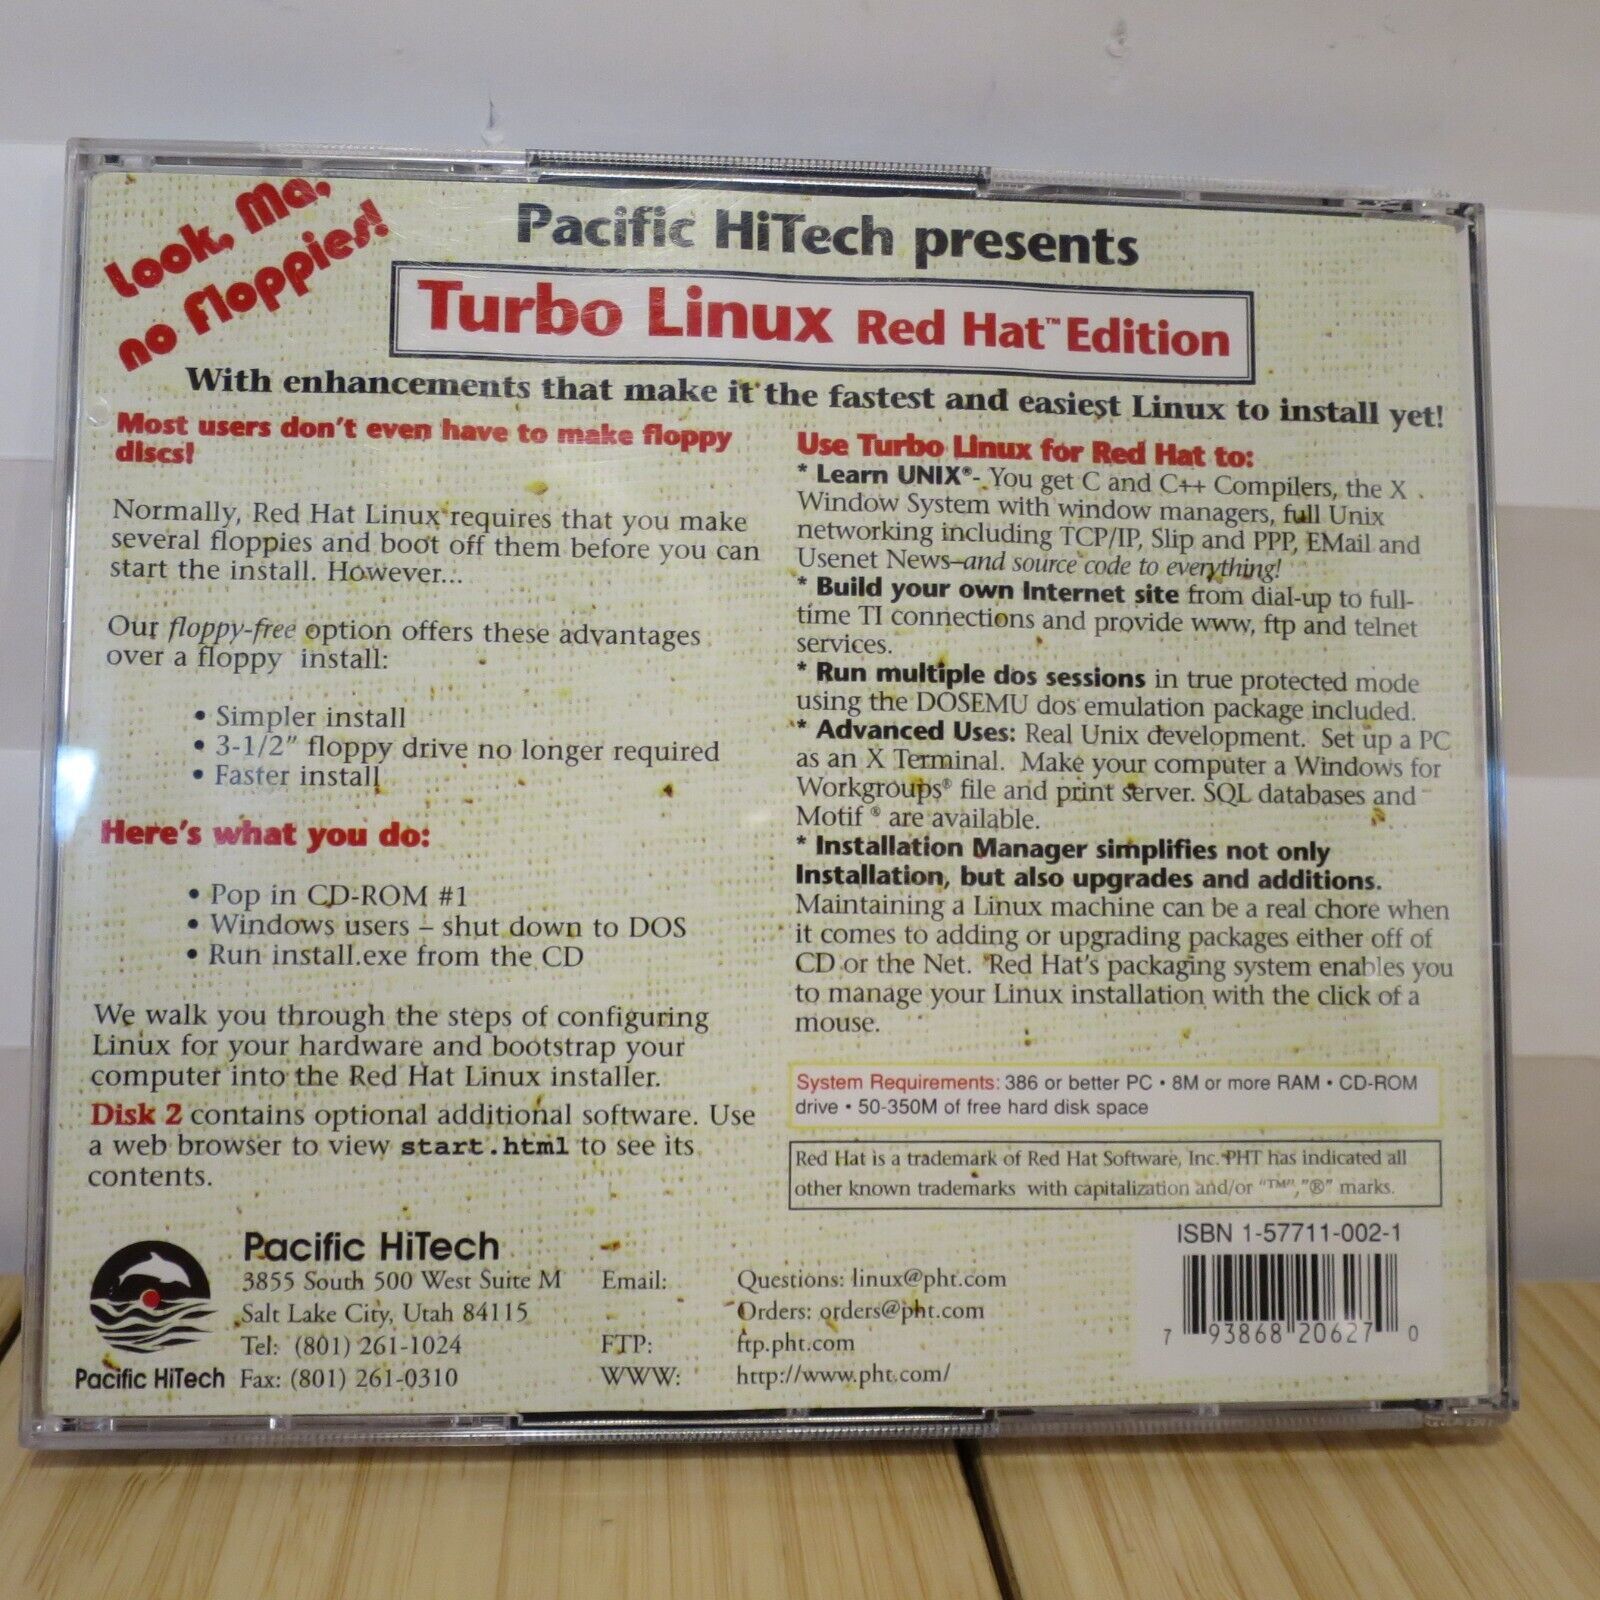 Look, Ma,
no floppies!
Pacific HiTech presents
Turbo Linux Red Hat™ Edition
With enhancements that make it the fastest and easiest Linux to install yet!
Most users don't even have to make floppy
discs!
Normally, Red Hat Linux requires that you make
several floppies and boot off them before you can
start the install. However...
Our floppy-free option offers these advantages
over a floppy install:
• Simpler install
• 3-1/2” floppy drive no longer required
• Faster install
Here's what you do:
• Pop in CD-ROM #1
• Windows users – shut down to DOS
• Run install.exe from the CD
We walk you through the steps of configuring
Linux for your hardware and bootstrap your
computer into the Red Hat Linux installer.
Disk 2 contains optional additional software. Use
a web browser to view start.html to see its
contents.
Use Turbo Linux for Red Hat to:
* Learn UNIX®- You get C and C++ Compilers, the X
Window System with window managers, full Unix
networking including TCP/IP, Slip and PPP, EMail and
Usenet News–and source code to everything!
* Build your own Internet site from dial-up to full-
time TI connections and provide www, ftp and telnet
services.
* Run multiple dos sessions in true protected mode
using the DOSEMU dos emulation package included.
* Advanced Uses: Real Unix development. Set up a PC
as an X Terminal. Make your computer a Windows for
Workgroups® file and print server. SQL databases and
Motif ® are available.
* Installation Manager simplifies not only
Installation, but also upgrades and additions.
Maintaining a Linux machine can be a real chore when
it comes to adding or upgrading packages either off of
CD or the Net. Red Hat's packaging system enables you
to manage your Linux installation with the click of a
mouse.
System Requirements: 386 or better PC • 8M or more RAM • CD-ROM
drive • 50-350M of free hard disk space
Red Hat is a trademark of Red Hat Software, Inc. PHT has indicated all
other known trademarks with capitalization and/or “™”,”®” marks.
Pacific HiTech
Pacific HiTech
3855 South 500 West Suite M
Salt Lake City, Utah 84115
Tel: (801) 261-1024
Fax: (801) 261-0310
Email: Questions: linux@pht.com
Orders: orders@pht.com
FTP: ftp.pht.com
WWW: http://www.pht.com/
ISBN 1-57711-002-1
7 93868 20627 0